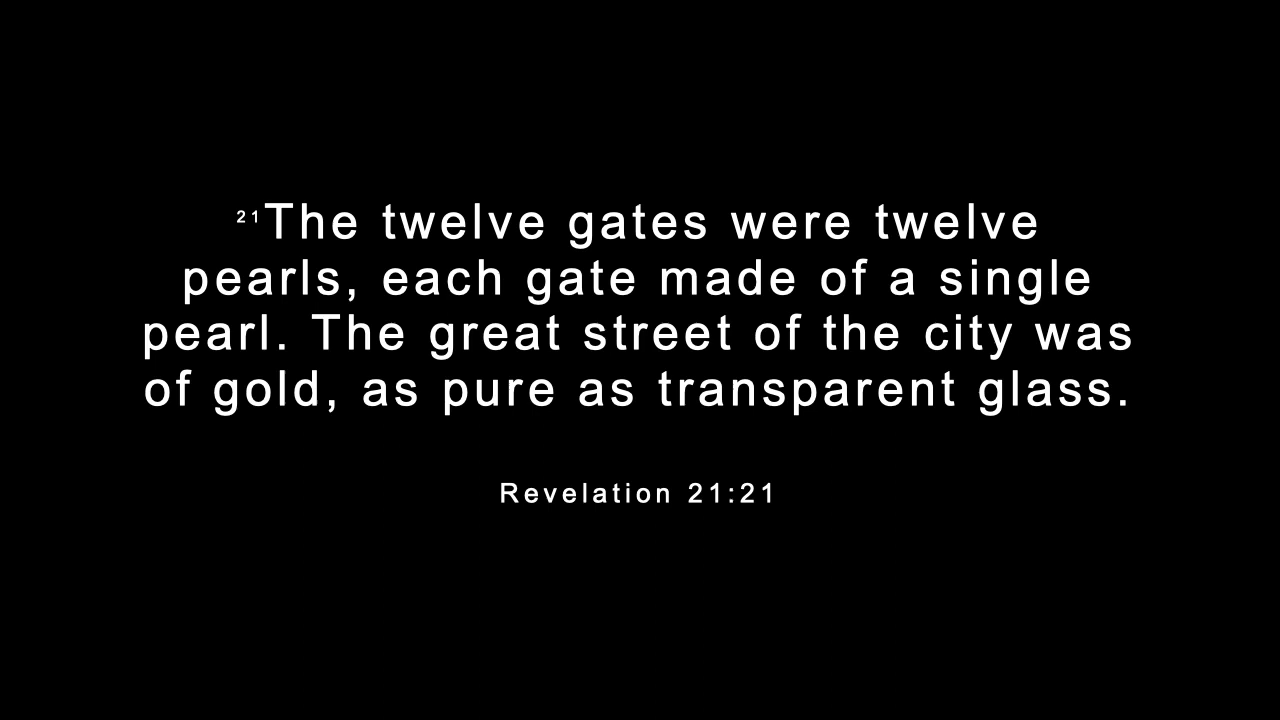 21The twelve gates were twelve
pearls, each gate made of a single
pearl. The great street of the city was
of gold, as pure as transparent glass.
Revelation 21:21